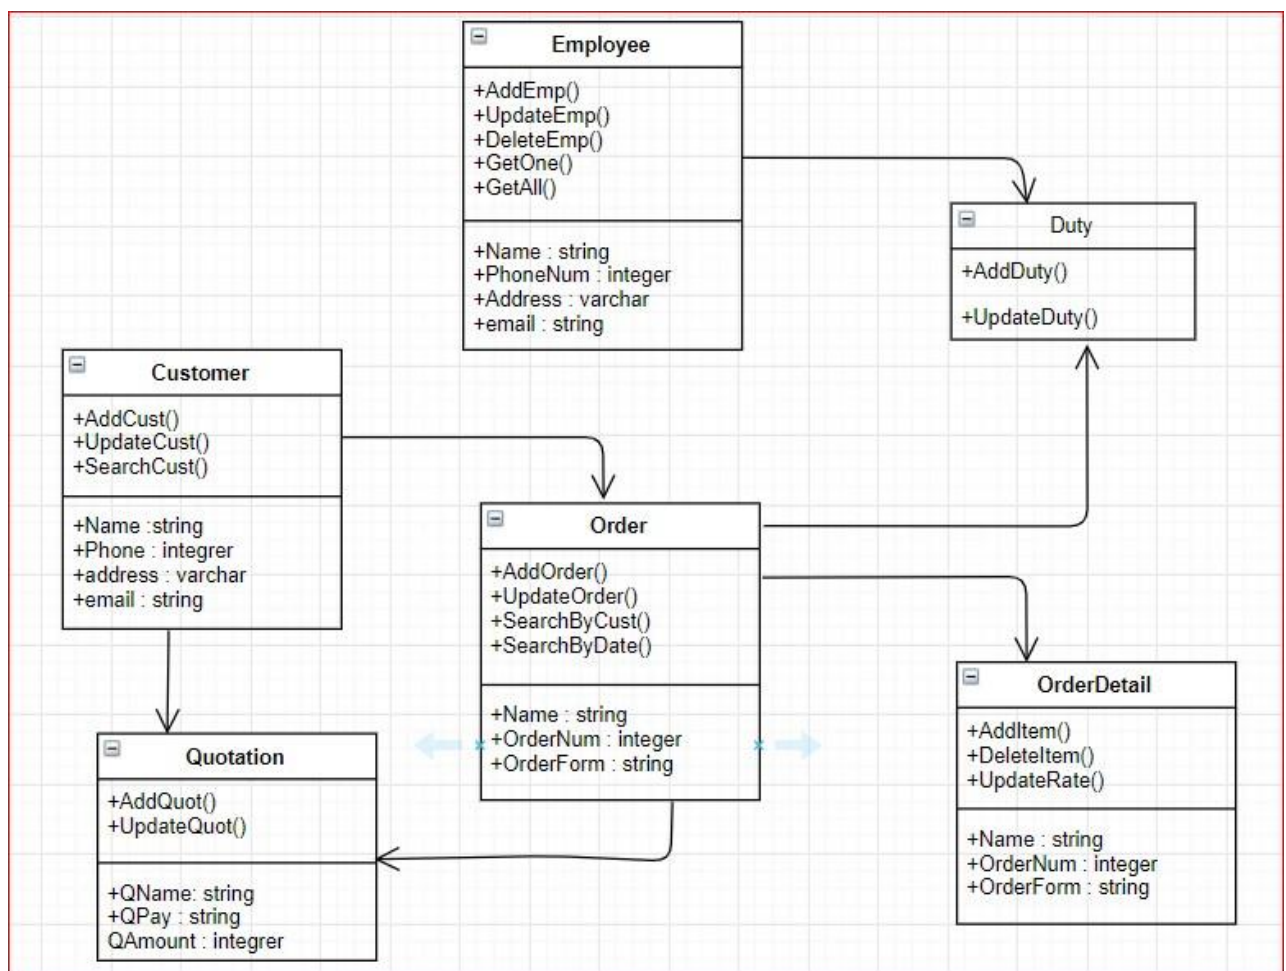 Employee
+AddEmp()
+UpdateEmp()
+DeleteEmp()
+GetOne()
+GetAll()
+Name : string
+PhoneNum : integer
+Address : varchar
+email : string
Duty
+AddDuty()
+UpdateDuty()
Customer
+AddCust()
+UpdateCust()
+SearchCust()
+Name :string
+Phone : integrer
+address : varchar
+email : string
Order
+AddOrder()
+UpdateOrder()
+SearchByCust()
+SearchByDate()
+Name : string
+OrderNum : integer
+OrderForm : string
OrderDetail
+AddItem()
+DeleteItem()
+UpdateRate()
+Name : string
+OrderNum : integer
+OrderForm : string
Quotation
+AddQuot()
+UpdateQuot()
+QName: string
+QPay : string
QAmount : integrer